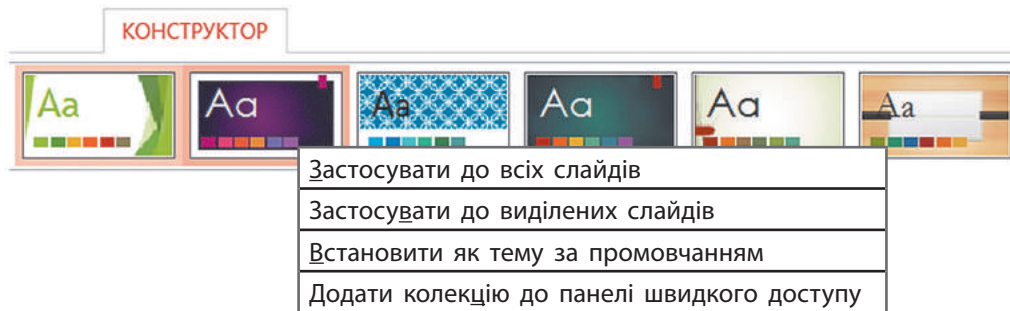 КОНСТРУКТОР
Aa Aa Aa Aa Aa Aa
Застосувати до всіх слайдів
Застосувати до виділених слайдів
Встановити як тему за промовчанням
Додати колекцію до панелі швидкого доступу